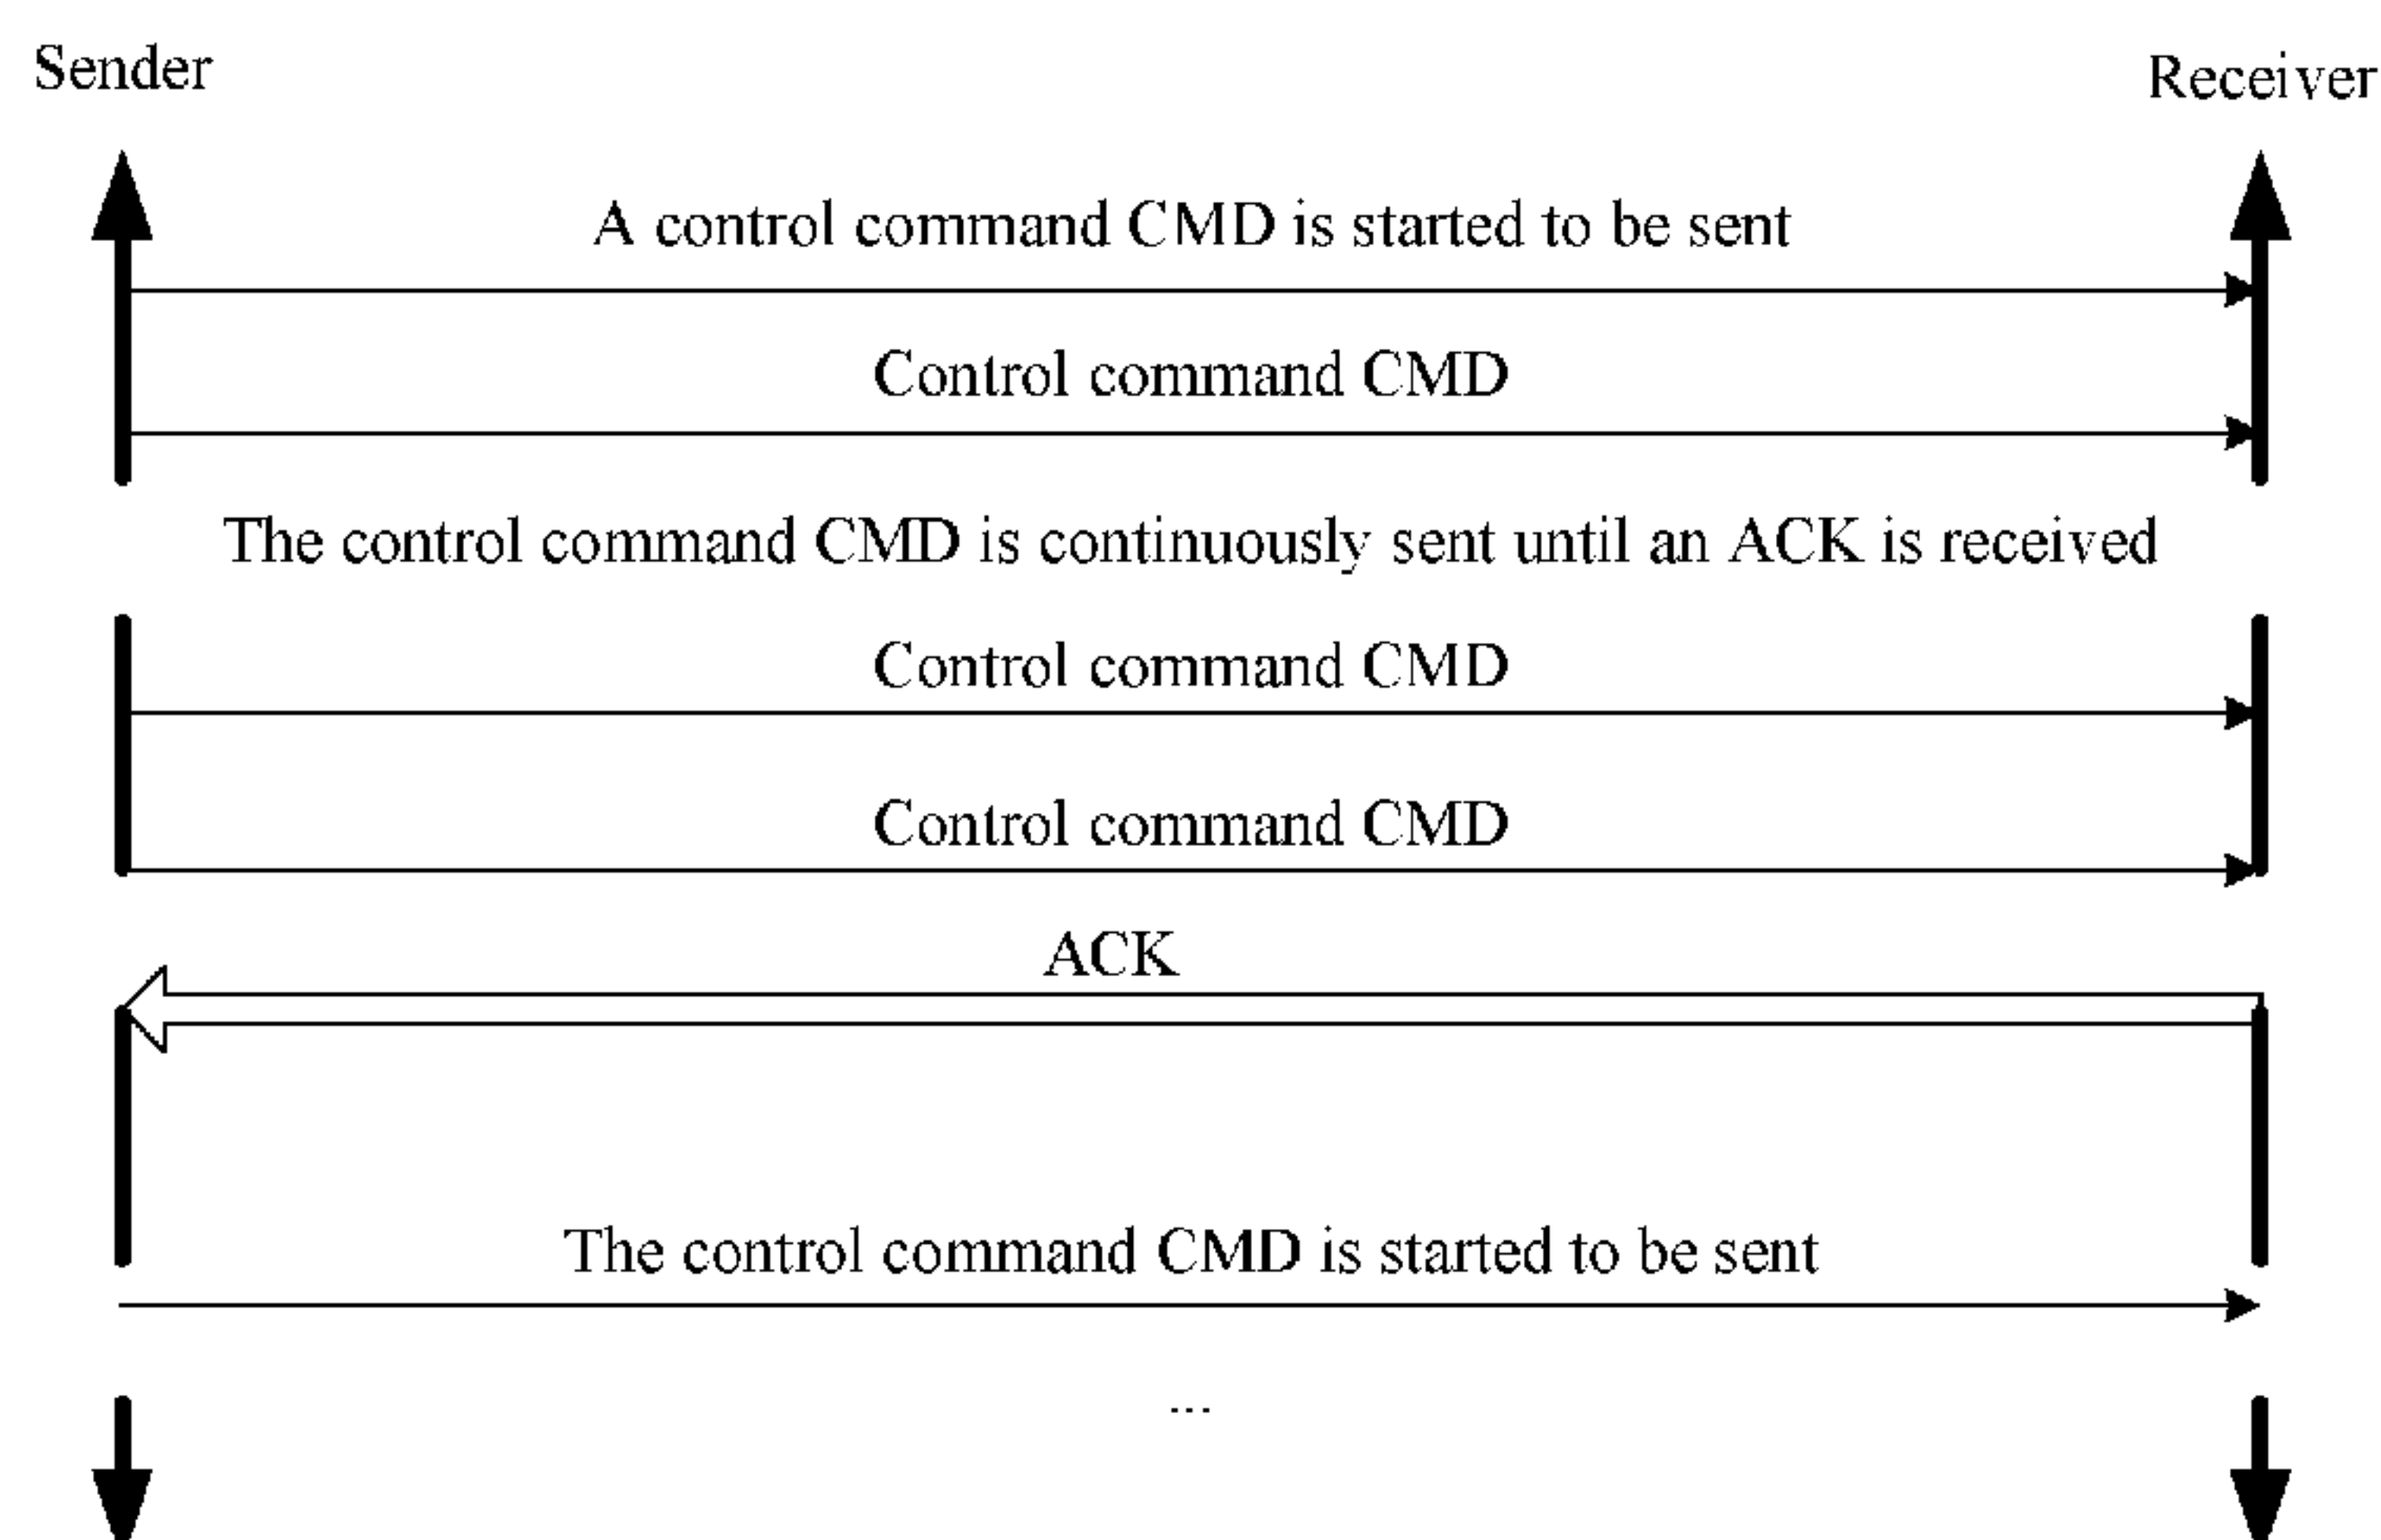 Sender
Receiver
A control command CMD is started to be sent
Control command CMD
The control command CMD is continuously sent until an ACK is received
Control command CMD
Control command CMD
ACK
The control command CMD is started to be sent
...